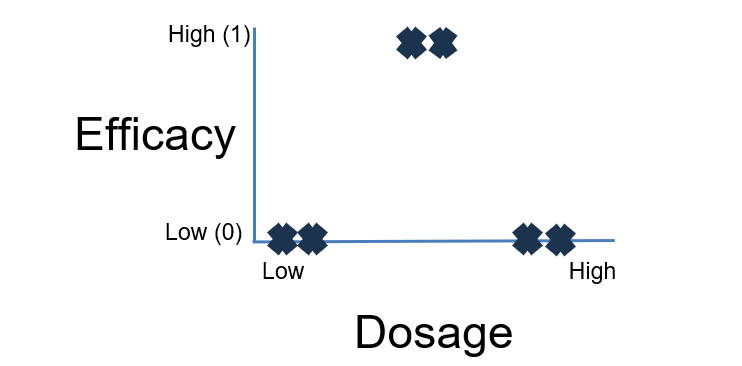 High (1)
Efficacy
Low (0)
Low
High
Dosage